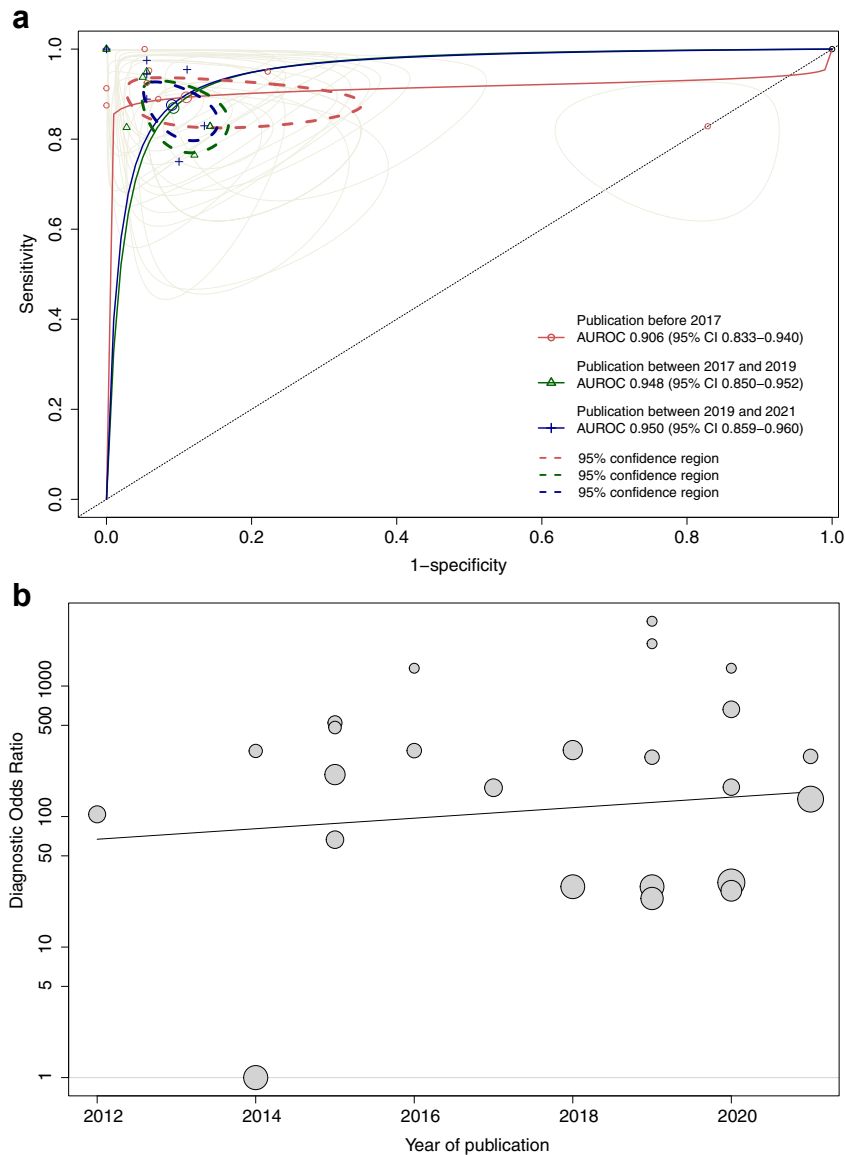 a
1.0
0.8
0.6
0.4
0.2
0.0
Sensitivity
Publication before 2017
AUROC 0.906 (95% CI 0.833−0.940)
Publication between 2017 and 2019
AUROC 0.948 (95% CI 0.850−0.952)
Publication between 2019 and 2021
AUROC 0.950 (95% CI 0.859−0.960)
95% confidence region
95% confidence region
95% confidence region
0.0 0.2 0.4 0.6 0.8 1.0
1−specificity
b
1000
500
100
50
10
5
1
Diagnostic Odds Ratio
2012 2014 2016 2018 2020
Year of publication